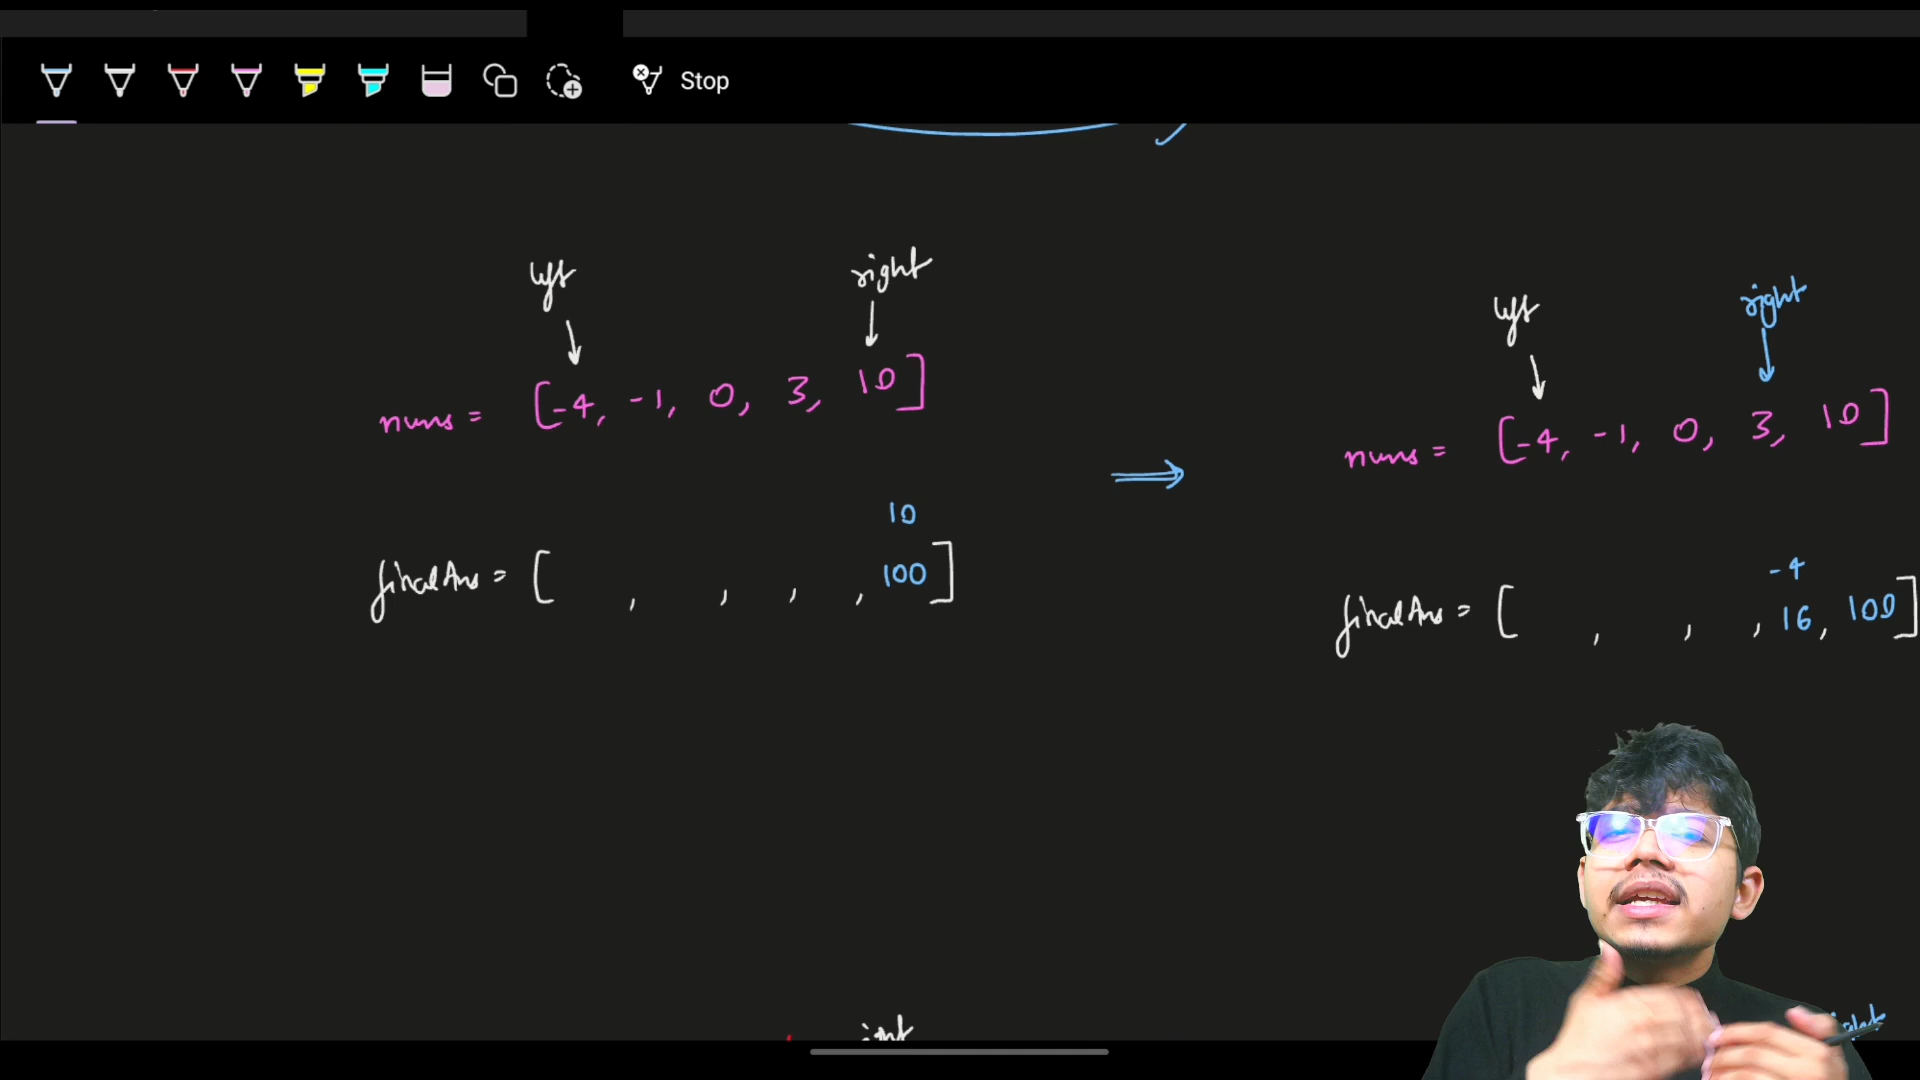 Stop
left
right
nums = [-4, -1, 0, 3, 10]
10
finalAns = [ , , , , 100]
left
right
nums = [-4, -1, 0, 3, 10]
-4
finalAns = [ , , , 16, 100]